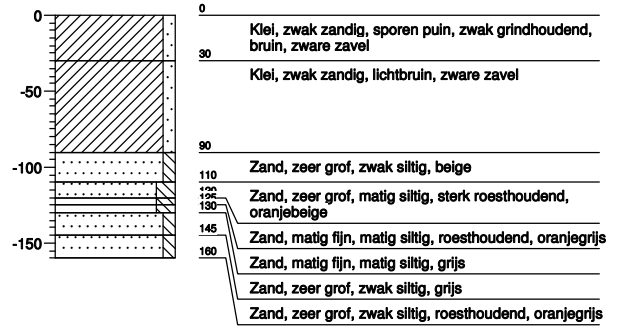 0
0
Klei, zwak zandig, sporen puin, zwak grindhoudend,
bruin, zware zavel
30
Klei, zwak zandig, lichtbruin, zware zavel
-50
90
Zand, zeer grof, zwak siltig, beige
-100
110
Zand, zeer grof, matig siltig, sterk roesthoudend,
oranjebeige
120
125
130
Zand, matig fijn, matig siltig, roesthoudend, oranjegrijs
145
Zand, matig fijn, matig siltig, grijs
-150
160
Zand, zeer grof, zwak siltig, grijs
Zand, zeer grof, zwak siltig, roesthoudend, oranjegrijs